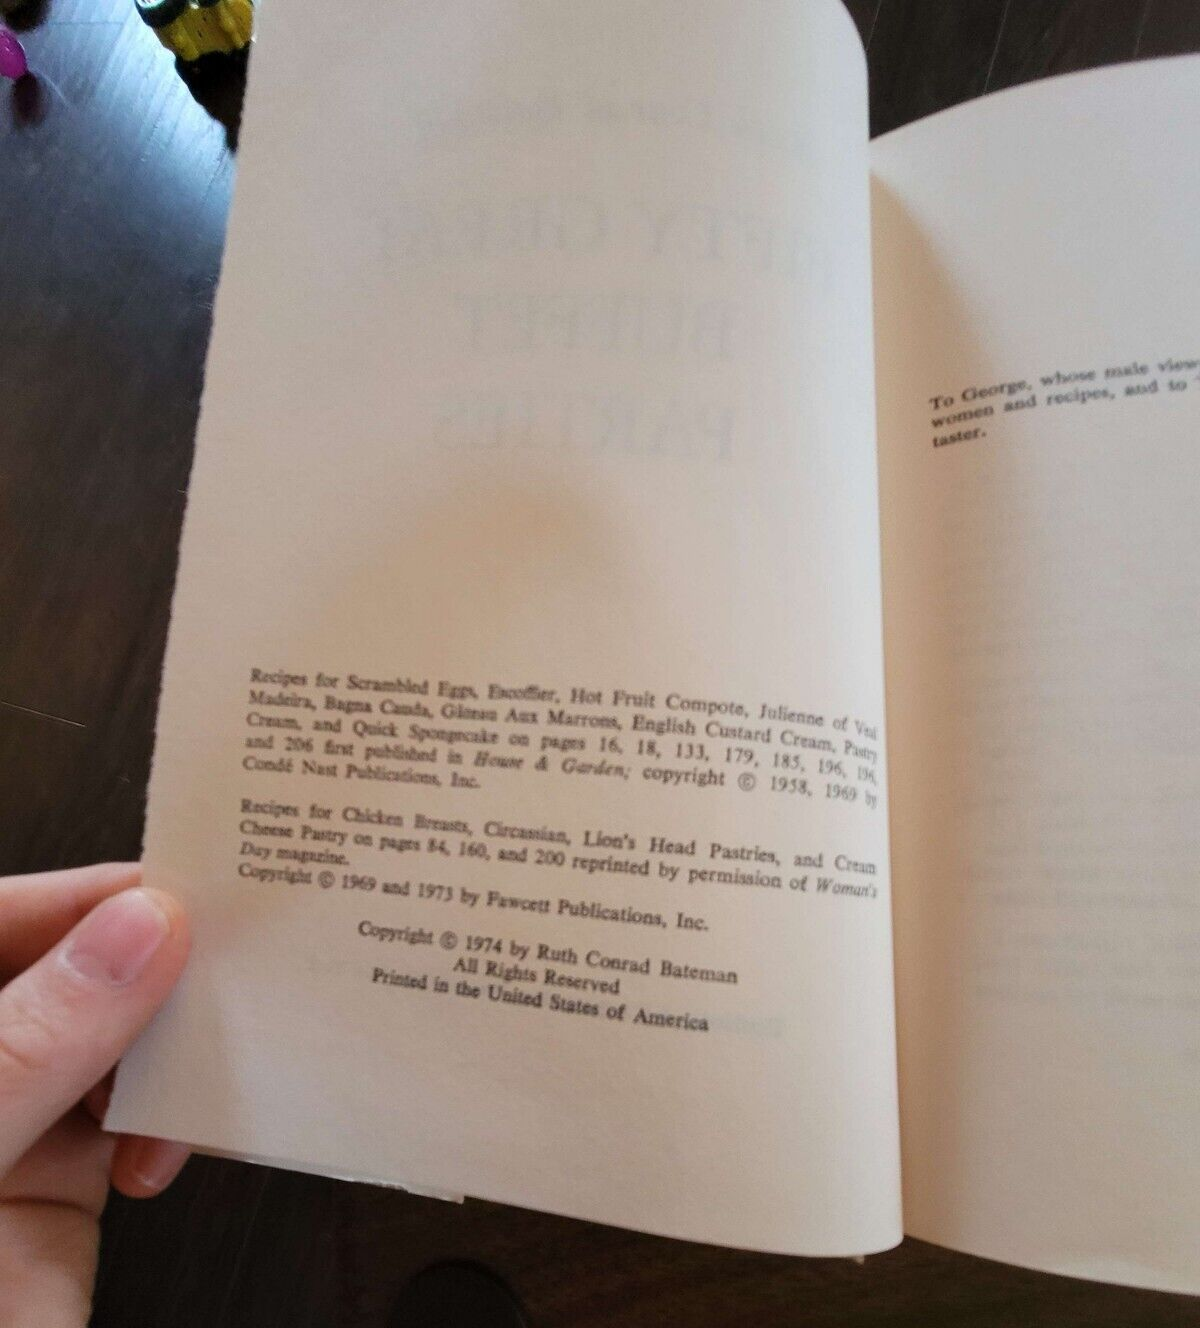 Recipes for Scrambled Eggs, Escoffier, Hot Fruit Compote, Julienne of Veal
Madeira, Bagna Cauda, Glaceau Aux Marrons, English Custard Cream, Pastry
Cream, and Quick Spongecake on pages 16, 18, 133, 179, 185, 196, 196,
and 206 first published in House & Garden; copyright © 1958, 1969 by
Condé Nast Publications, Inc.
Recipes for Chicken Breasts, Circassian, Lion's Head Pastries, and Cream
Cheese Pastry on pages 84, 160, and 200 reprinted by permission of Woman's
Day magazine.
Copyright © 1969 and 1973 by Fawcett Publications, Inc.
Copyright © 1974 by Ruth Conrad Bateman
All Rights Reserved
Printed in the United States of America
To George, whose male view
women and recipes, and to
taster.